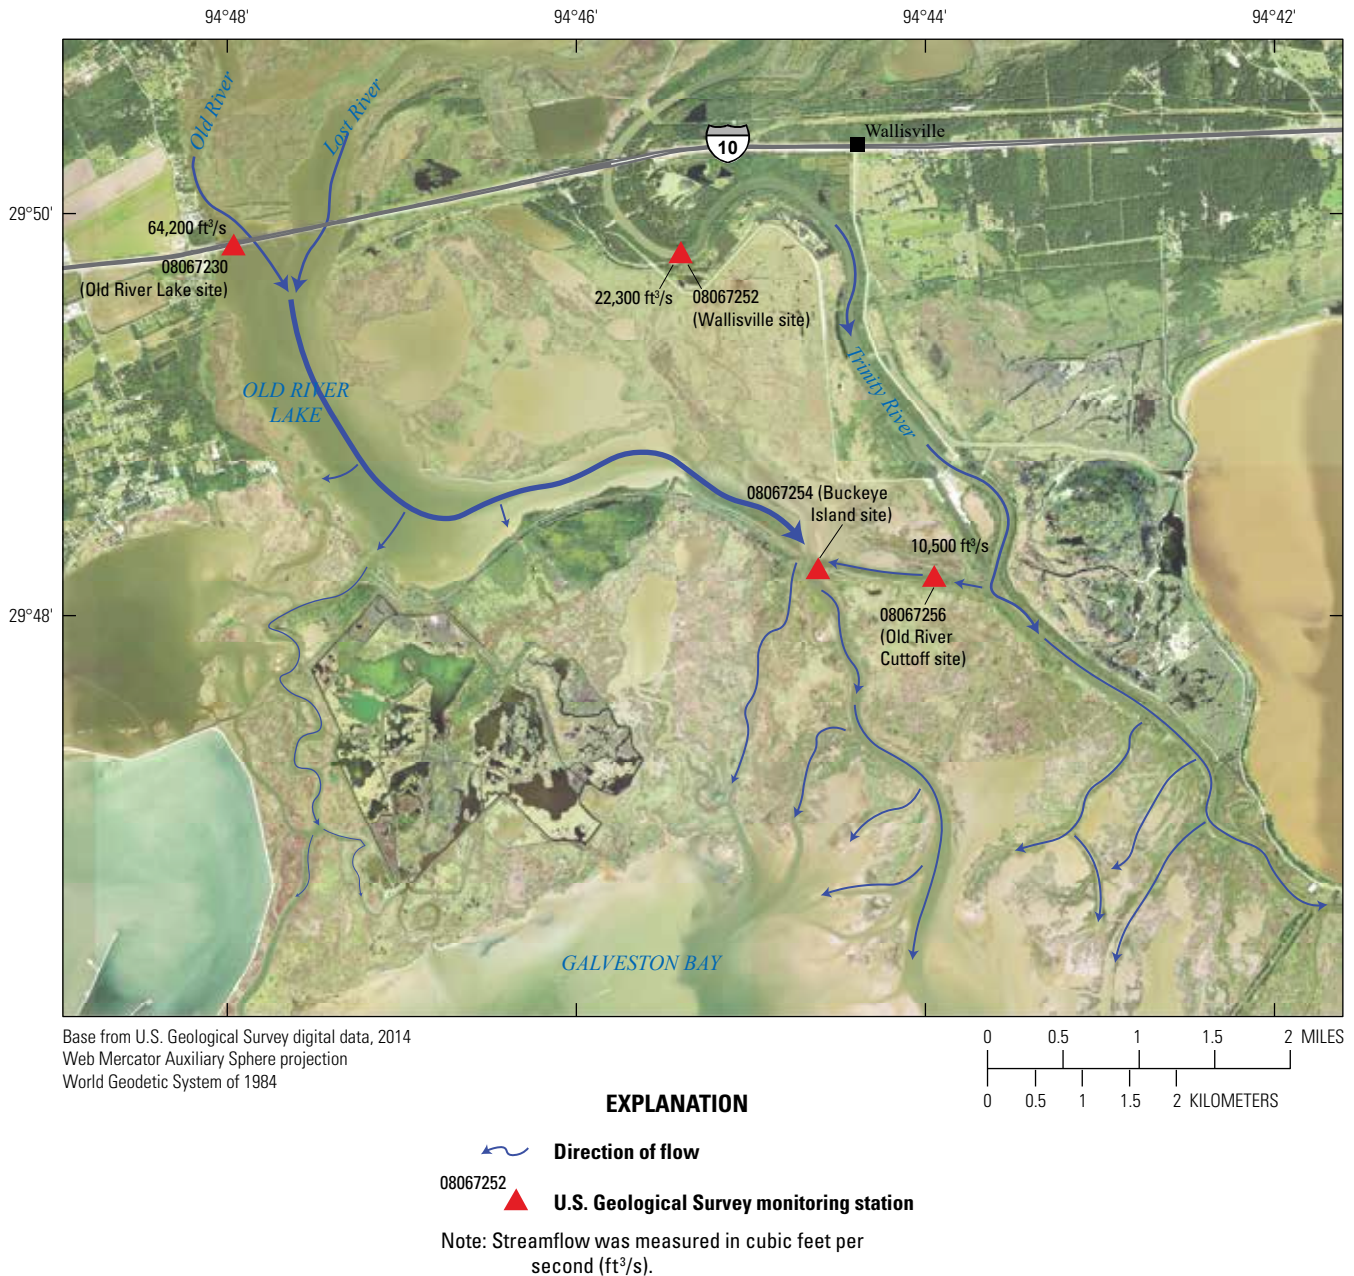 94°48' 94°46' 94°44' 94°42'
Old River
Lost River
10
Wallisville
29°50'
64,200 ft³/s
08067230
(Old River Lake site)
22,300 ft³/s
08067252
(Wallisville site)
Trinity River
OLD RIVER
LAKE
08067254 (Buckeye
Island site)
10,500 ft³/s
29°48'
08067256
(Old River
Cuttoff site)
GALVESTON BAY
Base from U.S. Geological Survey digital data, 2014
Web Mercator Auxiliary Sphere projection
World Geodetic System of 1984
0 0.5 1 1.5 2 MILES
0 0.5 1 1.5 2 KILOMETERS
EXPLANATION
Direction of flow
08067252
U.S. Geological Survey monitoring station
Note: Streamflow was measured in cubic feet per
second (ft³/s).